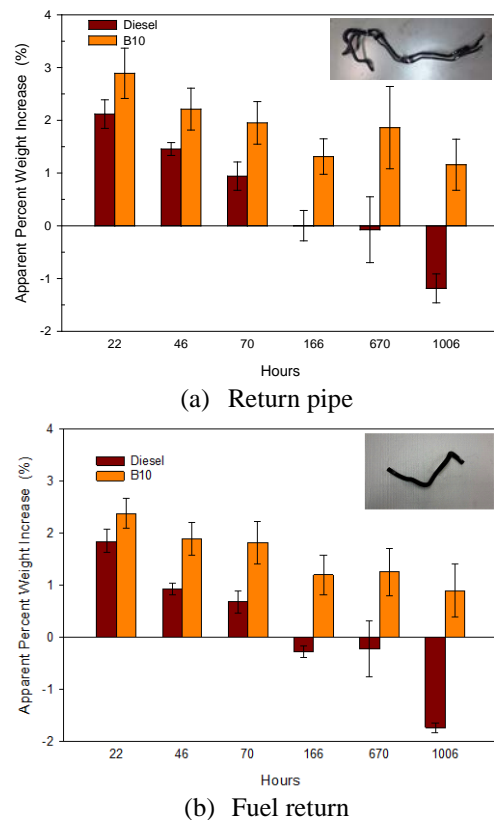 4
Diesel
B10
3
2
1
0
-1
-2
Apparent Percent Weight Increase (%)
22 46 70 166 670 1006
Hours
(a) Return pipe
4
Diesel
B10
3
2
1
0
-1
-2
Apparent Percent Weight Increase (%)
22 46 70 166 670 1006
Hours
(b) Fuel return